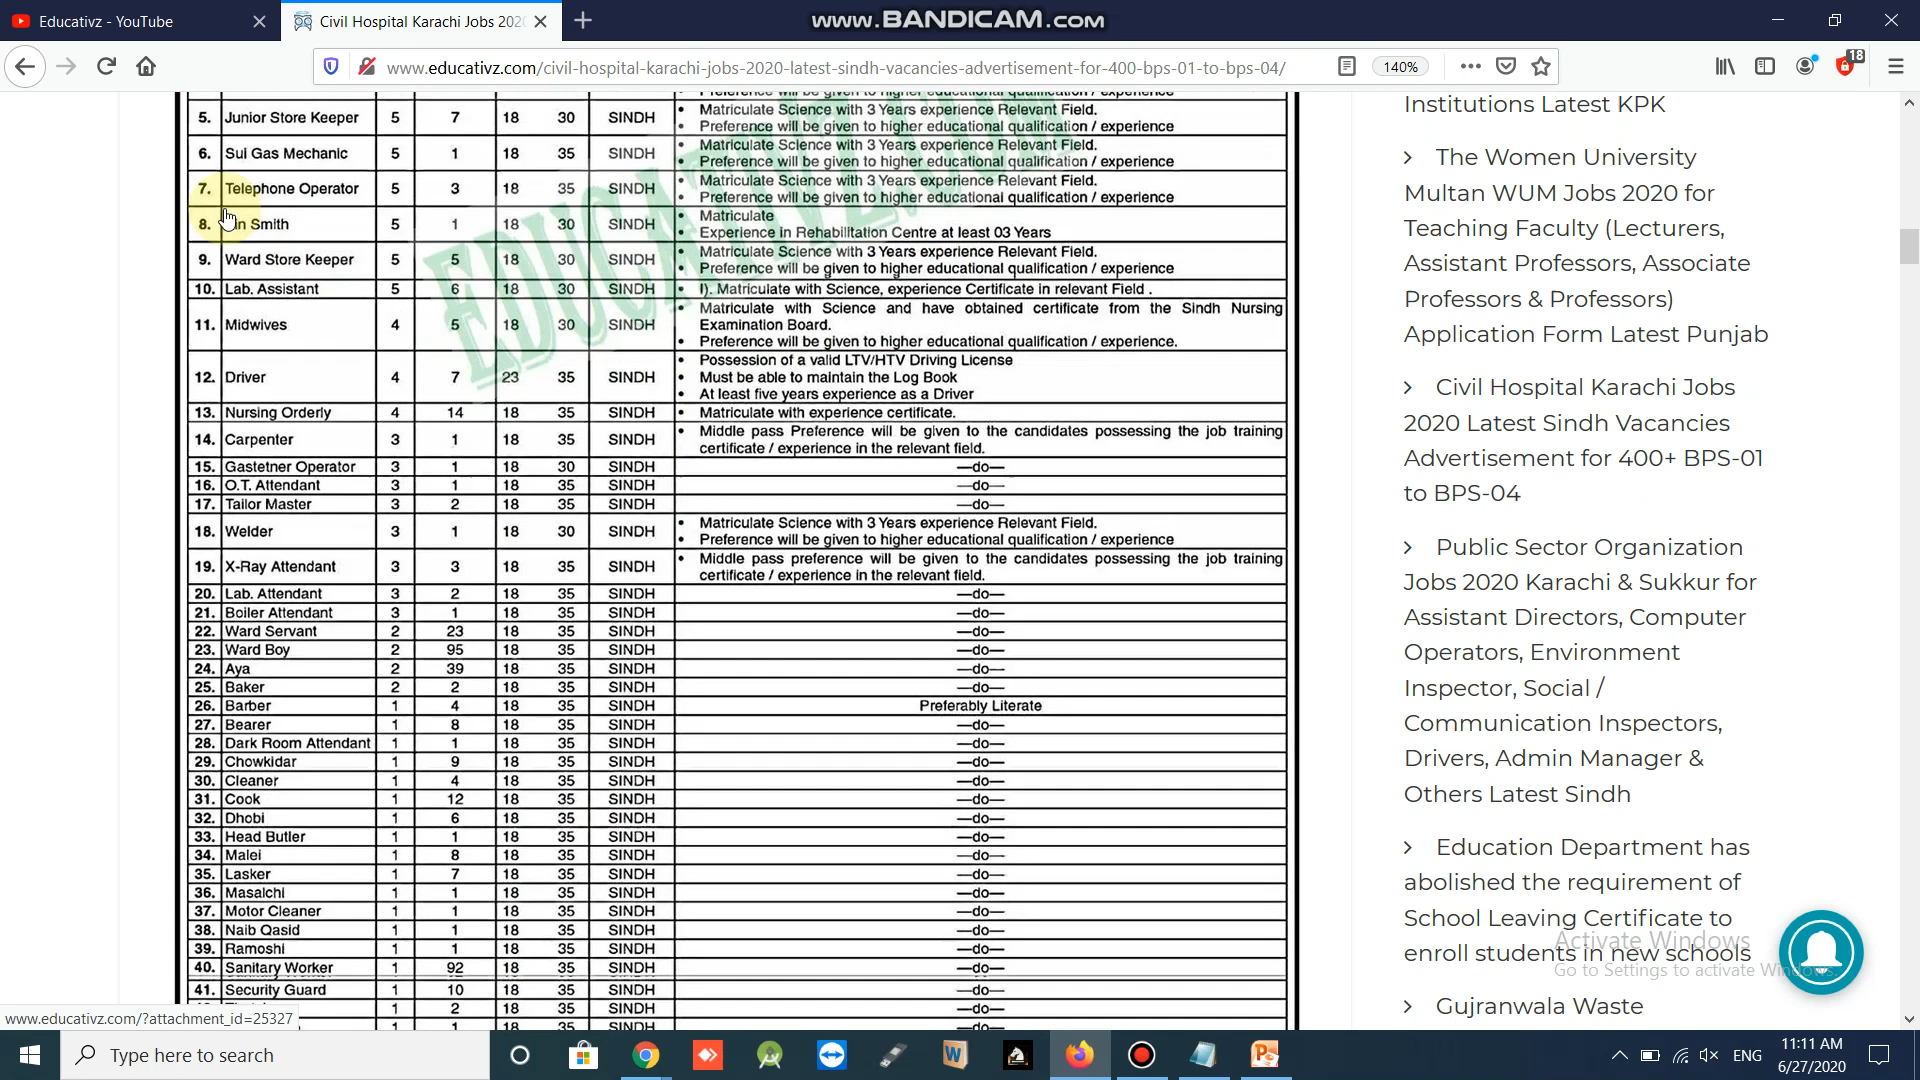 Educativz - YouTube
Civil Hospital Karachi Jobs 202
www.BANDICAM.com
www.educativz.com/civil-hospital-karachi-jobs-2020-latest-sindh-vacancies-advertisement-for-400-bps-01-to-bps-04/
140%
18
Preference will be given to higher educational qualification / experience
5. Junior Store Keeper 5 7 18 30 SINDH • Matriculate Science with 3 Years experience Relevant Field.
• Preference will be given to higher educational qualification / experience
6. Sui Gas Mechanic 5 1 18 35 SINDH • Matriculate Science with 3 Years experience Relevant Field.
• Preference will be given to higher educational qualification / experience
7. Telephone Operator 5 3 18 35 SINDH • Matriculate Science with 3 Years experience Relevant Field.
• Preference will be given to higher educational qualification / experience
8. Smith 5 1 18 30 SINDH • Matriculate
• Experience in Rehabilitation Centre at least 03 Years
9. Ward Store Keeper 5 5 18 30 SINDH • Matriculate Science with 3 Years experience Relevant Field.
• Preference will be given to higher educational qualification / experience
10. Lab. Assistant 5 6 18 30 SINDH • I). Matriculate with Science, experience Certificate in relevant Field .
11. Midwives 4 5 18 30 SINDH • Matriculate with Science and have obtained certificate from the Sindh Nursing
Examination Board.
• Preference will be given to higher educational qualification / experience.
12. Driver 4 7 23 35 SINDH • Possession of a valid LTV/HTV Driving License
• Must be able to maintain the Log Book
• At least five years experience as a Driver
13. Nursing Orderly 4 14 18 35 SINDH • Matriculate with experience certificate.
14. Carpenter 3 1 18 35 SINDH • Middle pass Preference will be given to the candidates possessing the job training
certificate / experience in the relevant field.
15. Gastetner Operator 3 1 18 30 SINDH —do—
16. O.T. Attendant 3 1 18 35 SINDH —do—
17. Tailor Master 3 2 18 35 SINDH —do—
18. Welder 3 1 18 30 SINDH • Matriculate Science with 3 Years experience Relevant Field.
• Preference will be given to higher educational qualification / experience
19. X-Ray Attendant 3 3 18 35 SINDH • Middle pass preference will be given to the candidates possessing the job training
certificate / experience in the relevant field.
20. Lab. Attendant 3 2 18 35 SINDH —do—
21. Boiler Attendant 3 1 18 35 SINDH —do—
22. Ward Servant 2 23 18 35 SINDH —do—
23. Ward Boy 2 95 18 35 SINDH —do—
24. Aya 2 39 18 35 SINDH —do—
25. Baker 2 2 18 35 SINDH —do—
26. Barber 1 4 18 35 SINDH Preferably Literate
27. Bearer 1 8 18 35 SINDH —do—
28. Dark Room Attendant 1 1 18 35 SINDH —do—
29. Chowkidar 1 9 18 35 SINDH —do—
30. Cleaner 1 4 18 35 SINDH —do—
31. Cook 1 12 18 35 SINDH —do—
32. Dhobi 1 6 18 35 SINDH —do—
33. Head Butler 1 1 18 35 SINDH —do—
34. Malei 1 8 18 35 SINDH —do—
35. Lasker 1 7 18 35 SINDH —do—
36. Masalchi 1 1 18 35 SINDH —do—
37. Motor Cleaner 1 1 18 35 SINDH —do—
38. Naib Qasid 1 1 18 35 SINDH —do—
39. Ramoshi 1 1 18 35 SINDH —do—
40. Sanitary Worker 1 92 18 35 SINDH —do—
41. Security Guard 1 10 18 35 SINDH —do—
1 2 18 35 SINDH —do—
1 1 18 35 SINDH —do—
EDUCATIVZ.COM
Institutions Latest KPK
> The Women University
Multan WUM Jobs 2020 for
Teaching Faculty (Lecturers,
Assistant Professors, Associate
Professors & Professors)
Application Form Latest Punjab
> Civil Hospital Karachi Jobs
2020 Latest Sindh Vacancies
Advertisement for 400+ BPS-01
to BPS-04
> Public Sector Organization
Jobs 2020 Karachi & Sukkur for
Assistant Directors, Computer
Operators, Environment
Inspector, Social /
Communication Inspectors,
Drivers, Admin Manager &
Others Latest Sindh
> Education Department has
abolished the requirement of
School Leaving Certificate to
enroll students in new schools
> Gujranwala Waste
Activate Windows
Go to Settings to activate Windows.
www.educativz.com/?attachment_id=25327
Type here to search
ENG
11:11 AM
6/27/2020